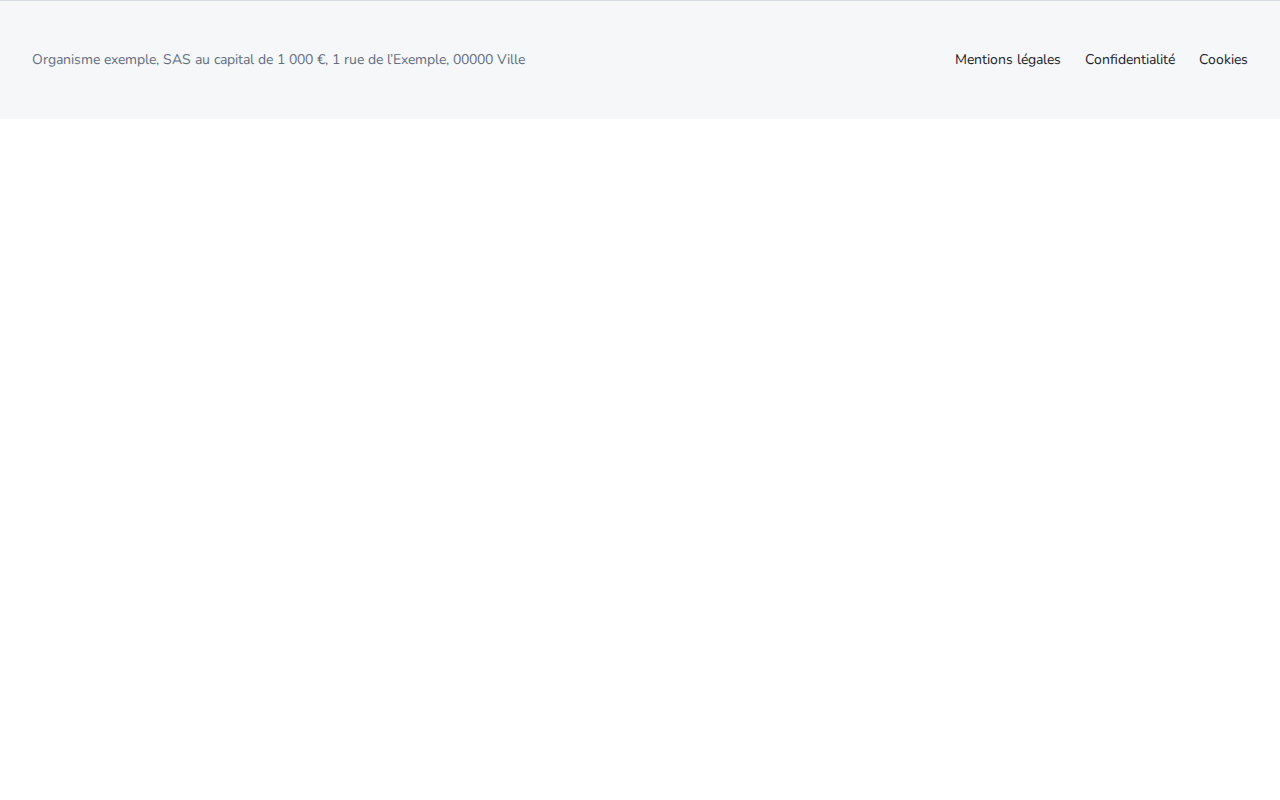 Organisme exemple, SAS au capital de 1 000 €, 1 rue de l’Exemple, 00000 Ville
Mentions légales
Confidentialité
Cookies